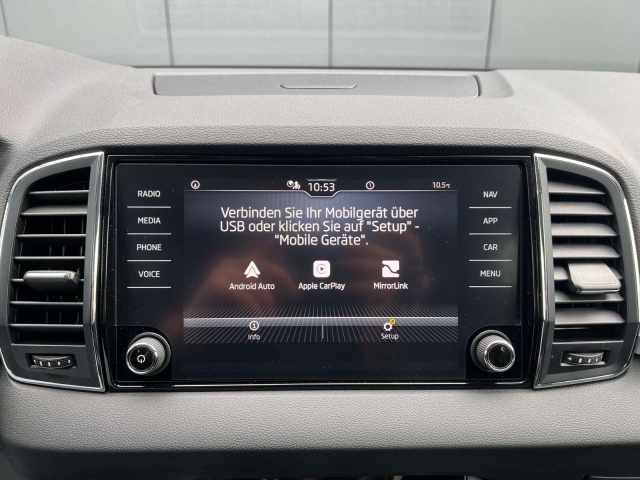 10:53
10.5°C
RADIO
MEDIA
PHONE
VOICE
NAV
APP
CAR
MENU
Verbinden Sie Ihr Mobilgerät über
USB oder klicken Sie auf "Setup" -
"Mobile Geräte".
Android Auto
Apple CarPlay
MirrorLink
Info
Setup